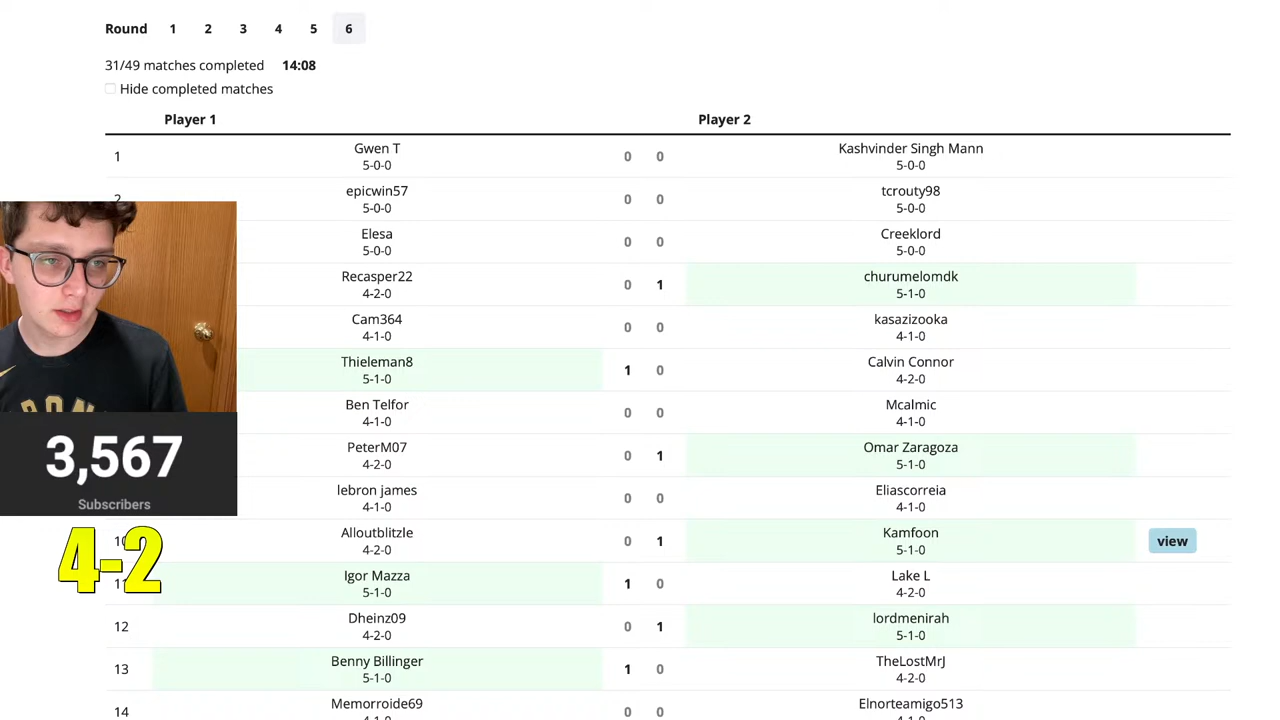 Round 1 2 3 4 5 6
31/49 matches completed 14:08
Hide completed matches
Player 1 Player 2
1 Gwen T 0 0 Kashvinder Singh Mann
5-0-0 5-0-0
2 epicwin57 0 0 tcrouty98
5-0-0 5-0-0
Elesa 0 0 Creeklord
5-0-0 5-0-0
Recasper22 0 1 churumelomdk
4-2-0 5-1-0
Cam364 0 0 kasazizooka
4-1-0 4-1-0
Thieleman8 1 0 Calvin Connor
5-1-0 4-2-0
Ben Telfor 0 0 Mcalmic
4-1-0 4-1-0
PeterM07 0 1 Omar Zaragoza
4-2-0 5-1-0
lebron james 0 0 Eliascorreia
4-1-0 4-1-0
10 Alloutblitzle 0 1 Kamfoon view
4-2-0 5-1-0
11 Igor Mazza 1 0 Lake L
5-1-0 4-2-0
12 Dheinz09 0 1 lordmenirah
4-2-0 5-1-0
13 Benny Billinger 1 0 TheLostMrJ
5-1-0 4-2-0
14 Memorroide69 0 0 Elnorteamigo513
4-1-0 4-1-0
3,567
Subscribers
4-2